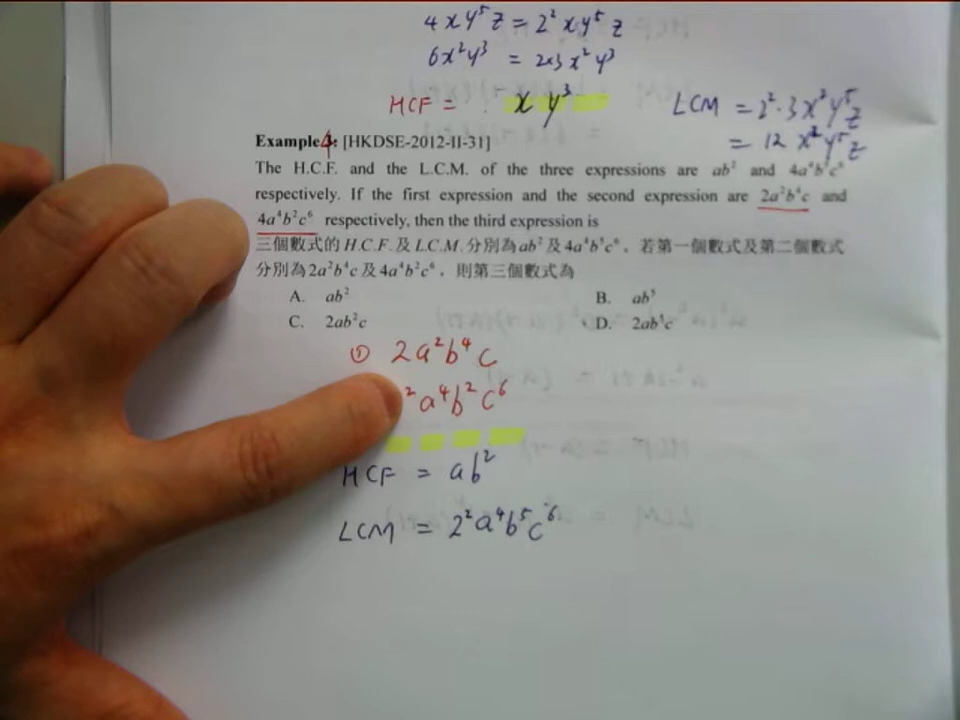 4xy⁵z = 2²xy⁵z
6x²y³ = 2×3x²y³
HCF = xy³
LCM = 2²·3x²y⁵z
= 12x²y⁵z
Example 4: [HKDSE-2012-II-31]
The H.C.F. and the L.C.M. of the three expressions are ab² and 4a⁴b⁵c⁶
respectively. If the first expression and the second expression are 2a²b⁴c and
4a⁴b²c⁶ respectively, then the third expression is
三個數式的 H.C.F. 及 L.C.M. 分別為 ab² 及 4a⁴b⁵c⁶。若第一個數式及第二個數式
分別為 2a²b⁴c 及 4a⁴b²c⁶，則第三個數式為
A. ab² B. ab⁵
C. 2ab²c D. 2ab⁵c
① 2a²b⁴c
²a⁴b²c⁶
HCF = ab²
LCM = 2²a⁴b⁵c⁶